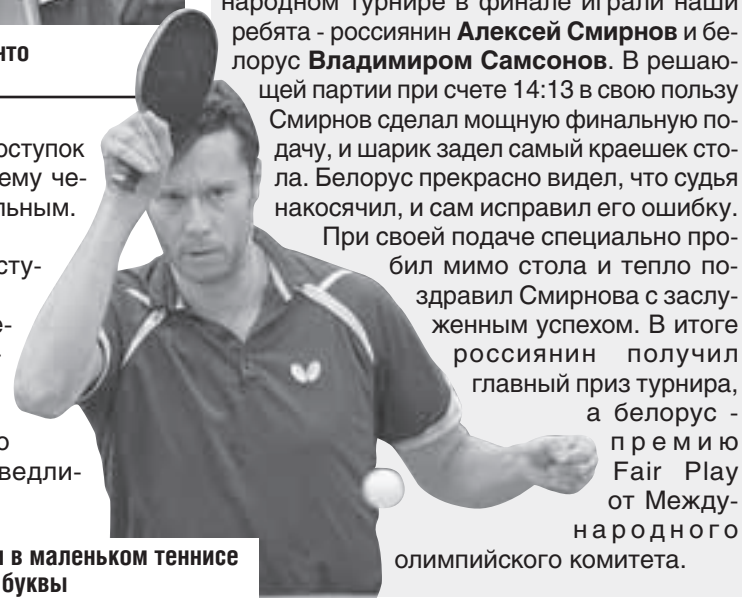 что
оступок
ему че-
льным.
сту-
ведли-
в маленьком теннисе
буквы
народном турнире в финале играли наши
ребята - россиянин Алексей Смирнов и бе-
лорус Владимиром Самсонов. В решаю-
щей партии при счете 14:13 в свою пользу
Смирнов сделал мощную финальную по-
дачу, и шарик задел самый краешек сто-
ла. Белорус прекрасно видел, что судья
накосячил, и сам исправил его ошибку.
При своей подаче специально про-
бил мимо стола и тепло по-
здравил Смирнова с заслу-
женным успехом. В итоге
россиянин получил
главный приз турнира,
а белорус -
премию
Fair Play
от Между-
народного
олимпийского комитета.